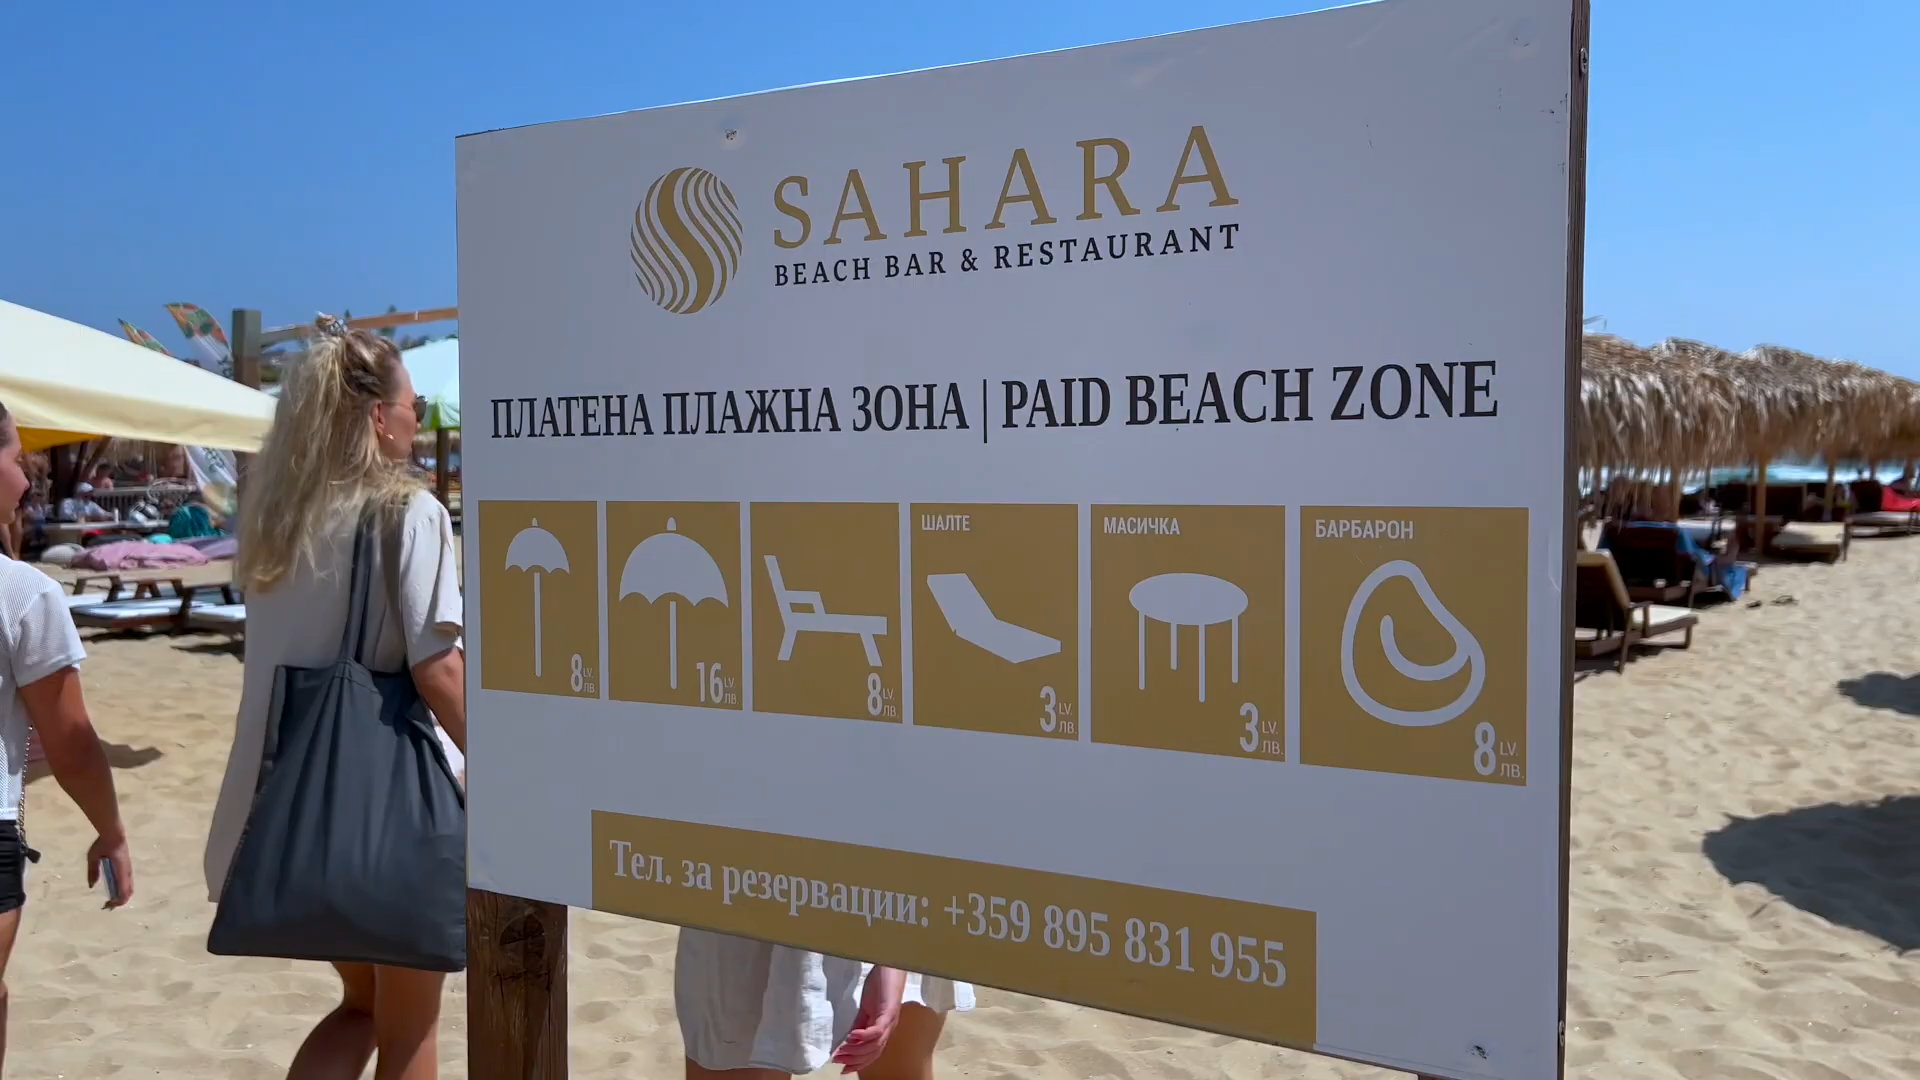 SAHARA
BEACH BAR & RESTAURANT
ПЛАТЕНА ПЛАЖНА ЗОНА | PAID BEACH ZONE
8 LV. ЛВ.
16 LV. ЛВ.
8 LV. ЛВ.
ШАЛТЕ
3 LV. ЛВ.
МАСИЧКА
3 LV. ЛВ.
БАРБАРОН
8 LV. ЛВ.
Тел. за резервации: +359 895 831 955